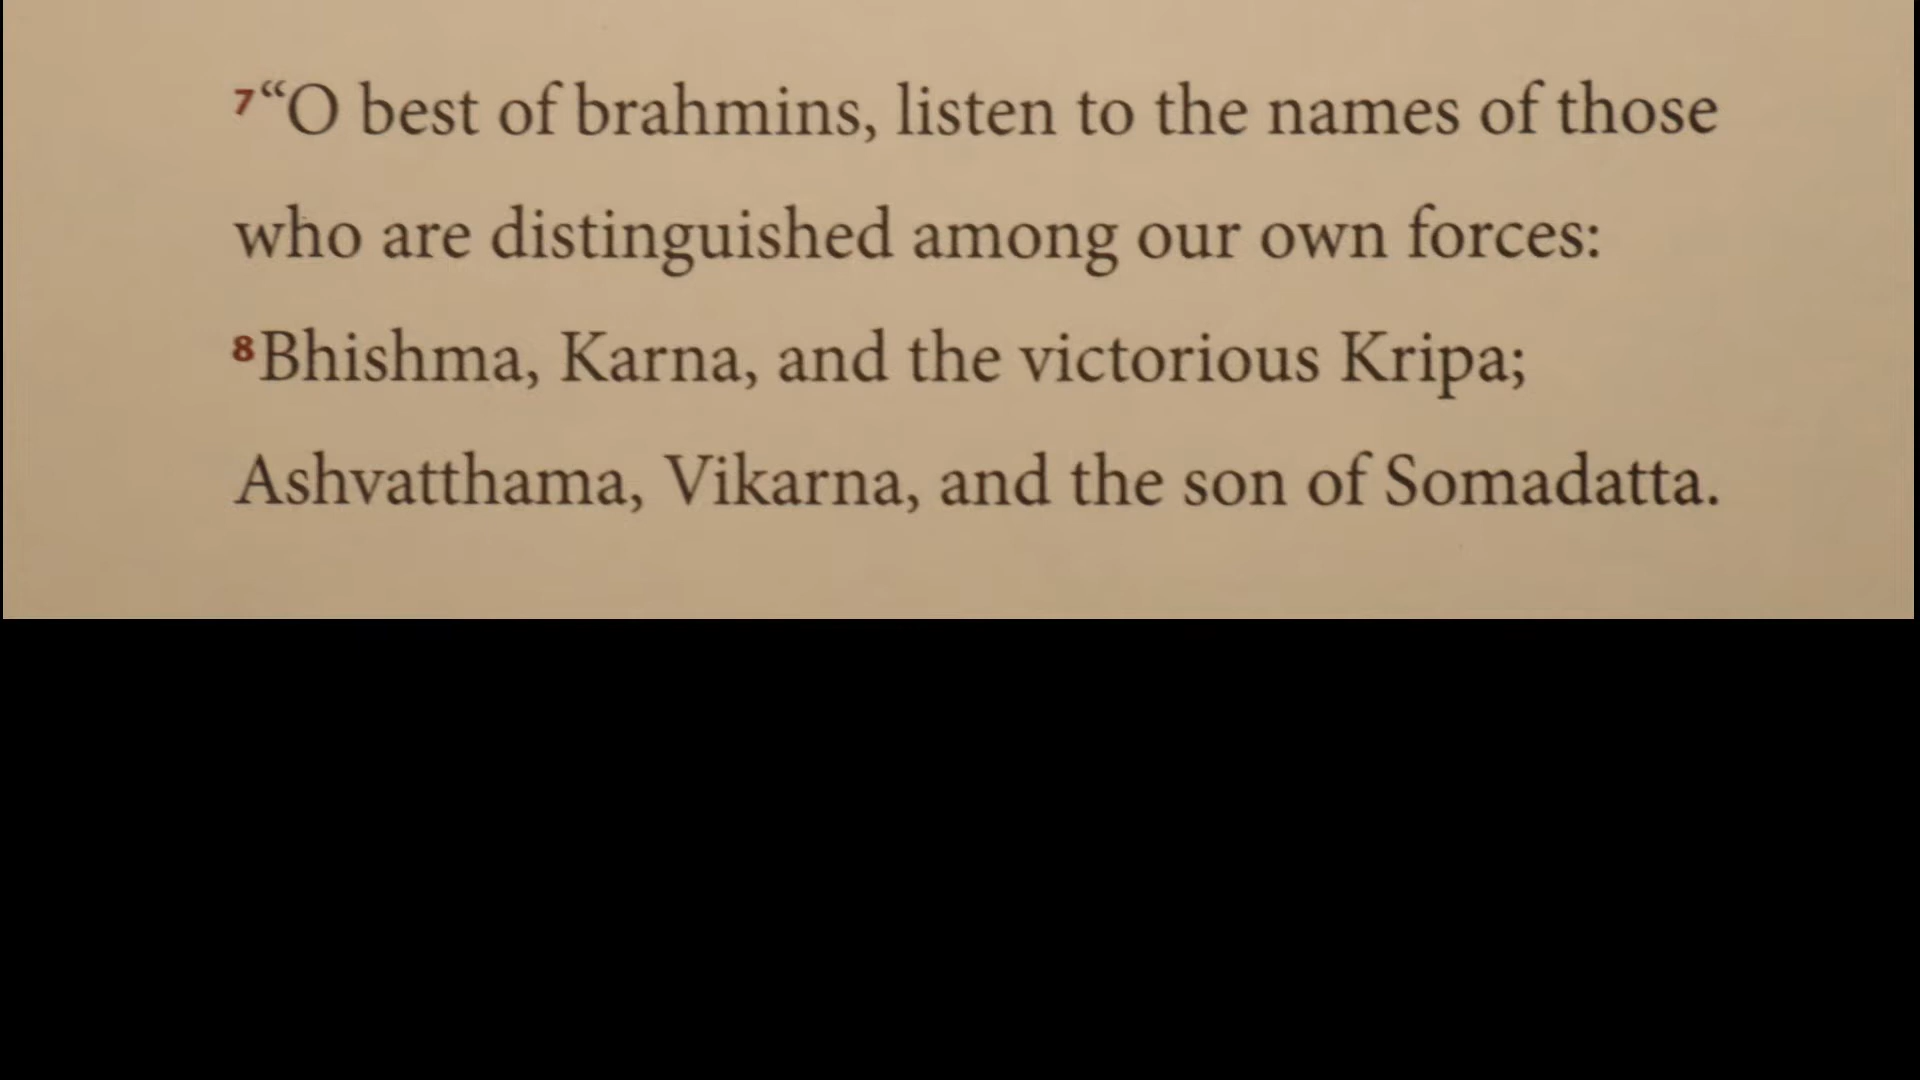 7“O best of brahmins, listen to the names of those
who are distinguished among our own forces:
8Bhishma, Karna, and the victorious Kripa;
Ashvatthama, Vikarna, and the son of Somadatta.